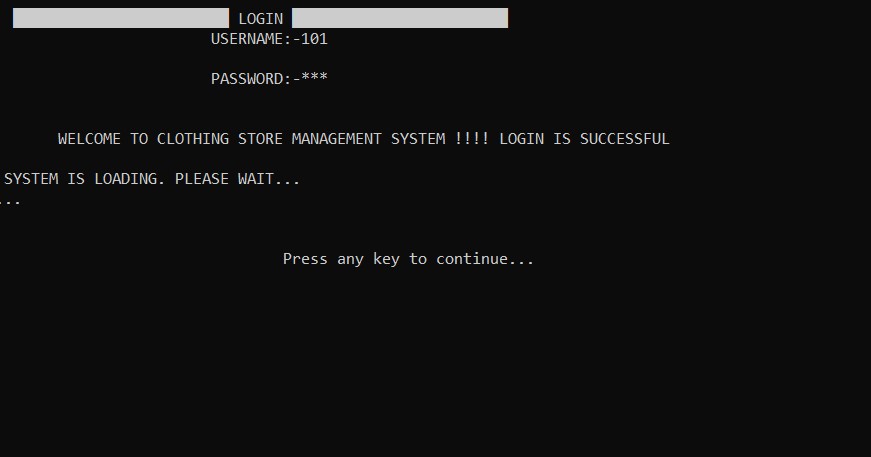 LOGIN
USERNAME:-101
PASSWORD:-***
WELCOME TO CLOTHING STORE MANAGEMENT SYSTEM !!!! LOGIN IS SUCCESSFUL
SYSTEM IS LOADING. PLEASE WAIT...
...
Press any key to continue...